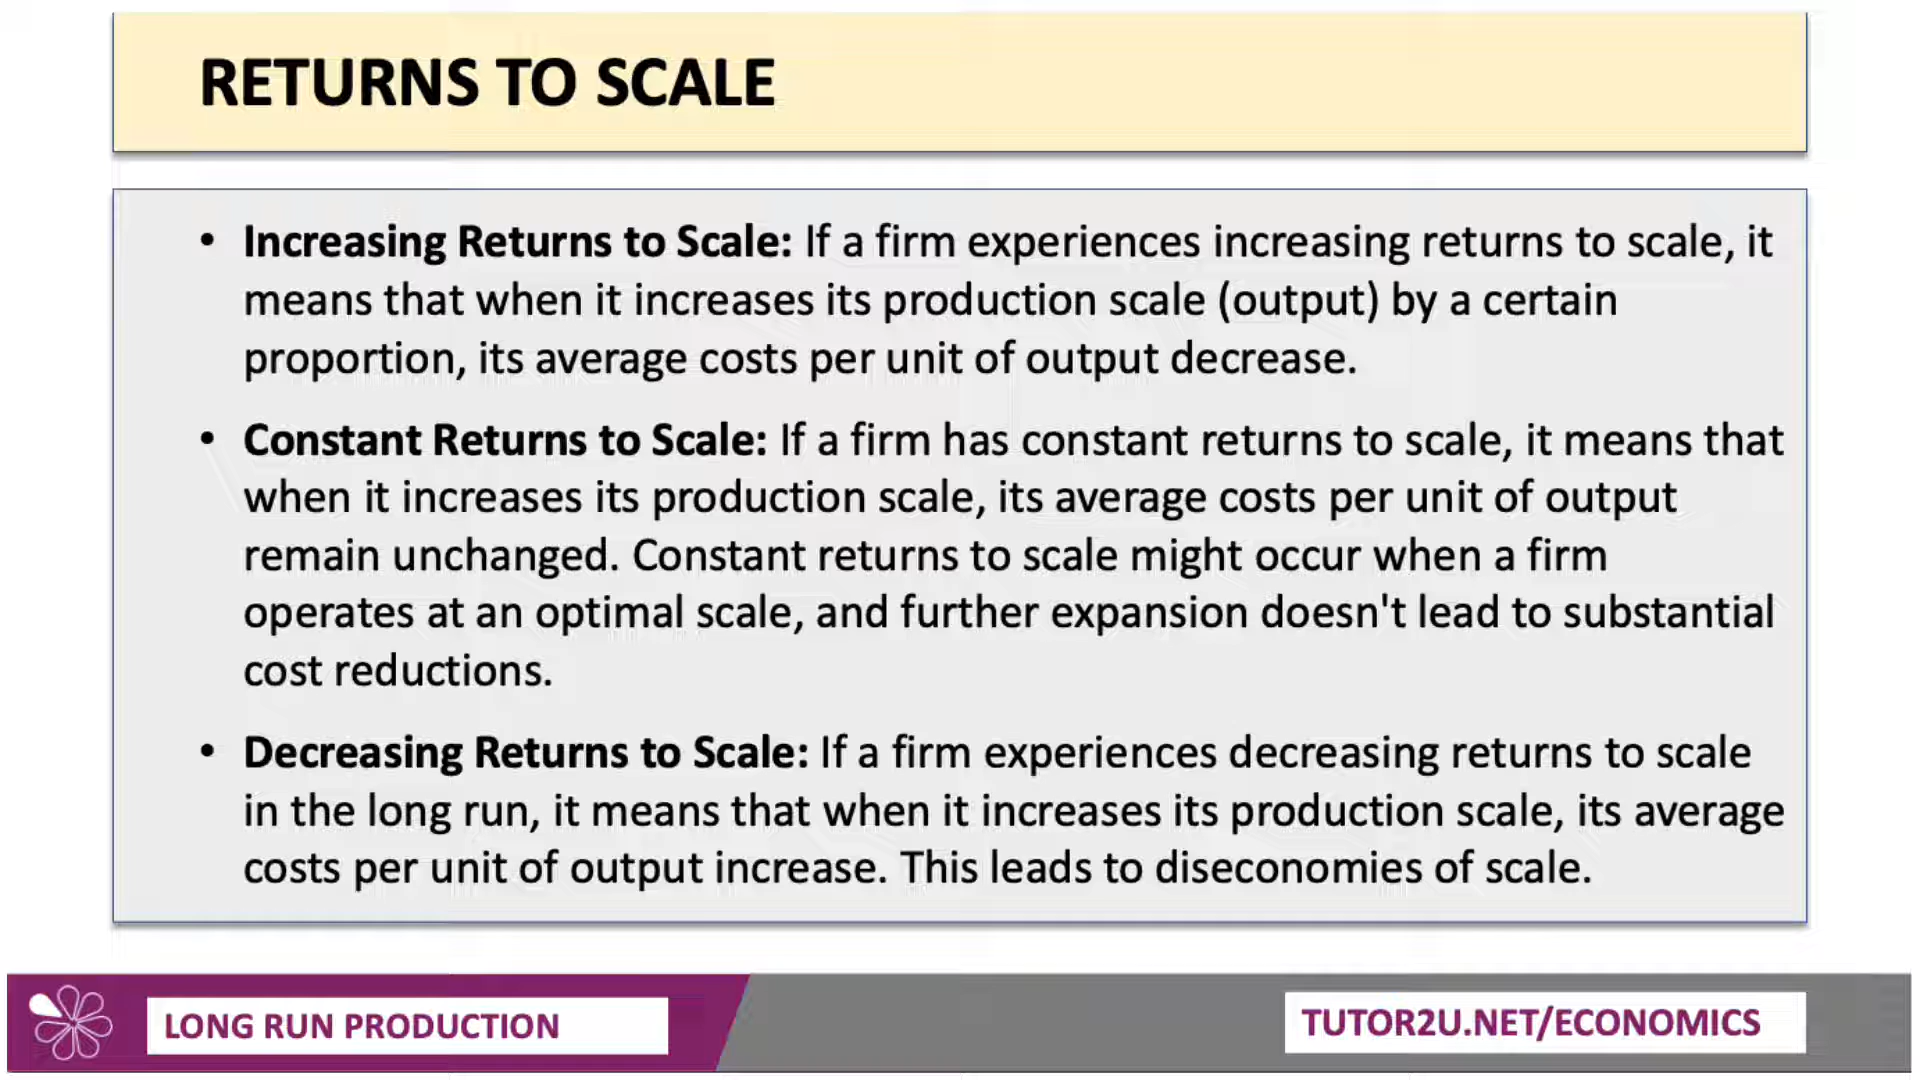 RETURNS TO SCALE
• Increasing Returns to Scale: If a firm experiences increasing returns to scale, it
means that when it increases its production scale (output) by a certain
proportion, its average costs per unit of output decrease.
• Constant Returns to Scale: If a firm has constant returns to scale, it means that
when it increases its production scale, its average costs per unit of output
remain unchanged. Constant returns to scale might occur when a firm
operates at an optimal scale, and further expansion doesn't lead to substantial
cost reductions.
• Decreasing Returns to Scale: If a firm experiences decreasing returns to scale
in the long run, it means that when it increases its production scale, its average
costs per unit of output increase. This leads to diseconomies of scale.
LONG RUN PRODUCTION
TUTOR2U.NET/ECONOMICS